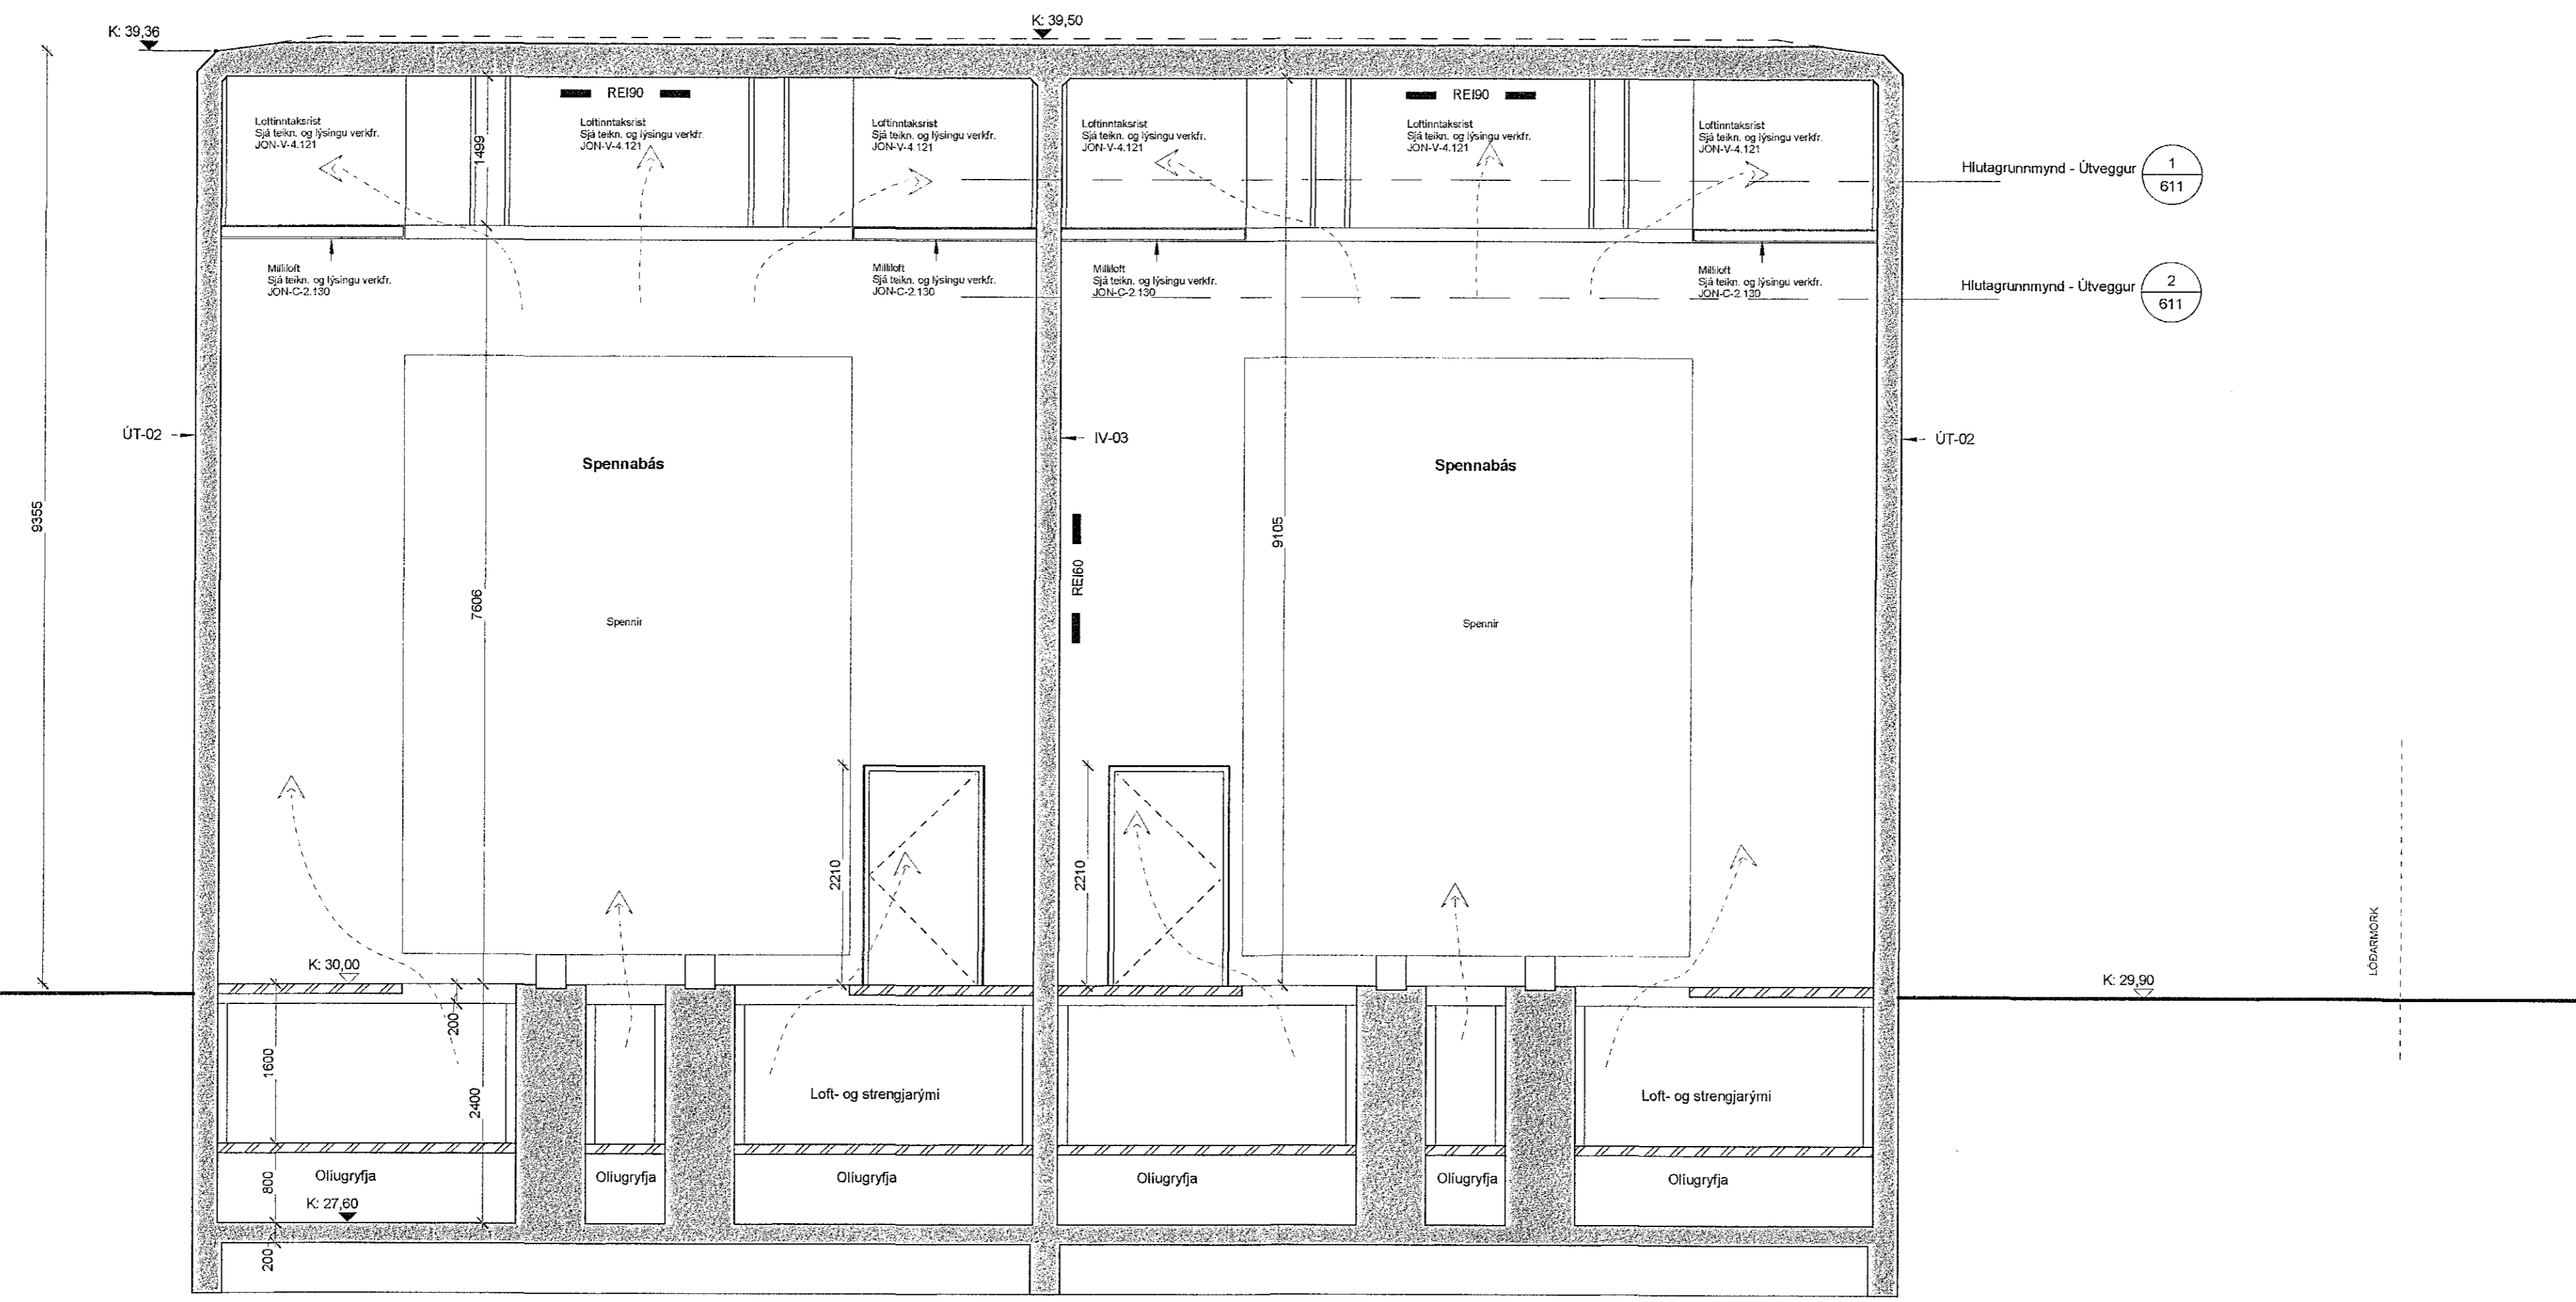 K: 39,36
K: 39,50
REI90
REI90
Loftinntaksrist
Sjá teikn. og lýsingu verkfr.
JON-V-4.121
Loftinntaksrist
Sjá teikn. og lýsingu verkfr.
JON-V-4.121
Loftinntaksrist
Sjá teikn. og lýsingu verkfr.
JON-V-4.121
Loftinntaksrist
Sjá teikn. og lýsingu verkfr.
JON-V-4.121
Loftinntaksrist
Sjá teikn. og lýsingu verkfr.
JON-V-4.121
Loftinntaksrist
Sjá teikn. og lýsingu verkfr.
JON-V-4.121
1499
Hlutagrunnmynd - Útveggur
1
611
Milliloft
Sjá teikn. og lýsingu verkfr.
JON-C-2.130
Milliloft
Sjá teikn. og lýsingu verkfr.
JON-C-2.130
Milliloft
Sjá teikn. og lýsingu verkfr.
JON-C-2.130
Milliloft
Sjá teikn. og lýsingu verkfr.
JON-C-2.130
Hlutagrunnmynd - Útveggur
2
611
ÚT-02
IV-03
ÚT-02
Spennabás
Spennabás
9355
9105
REI60
7606
Spennir
Spennir
2210
2210
LÓÐARMÖRK
K: 30,00
K: 29,90
200
1600
2400
Loft- og strengjarými
Loft- og strengjarými
800
Olíugryfja
Olíugryfja
Olíugryfja
Olíugryfja
Olíugryfja
Olíugryfja
K: 27,60
200